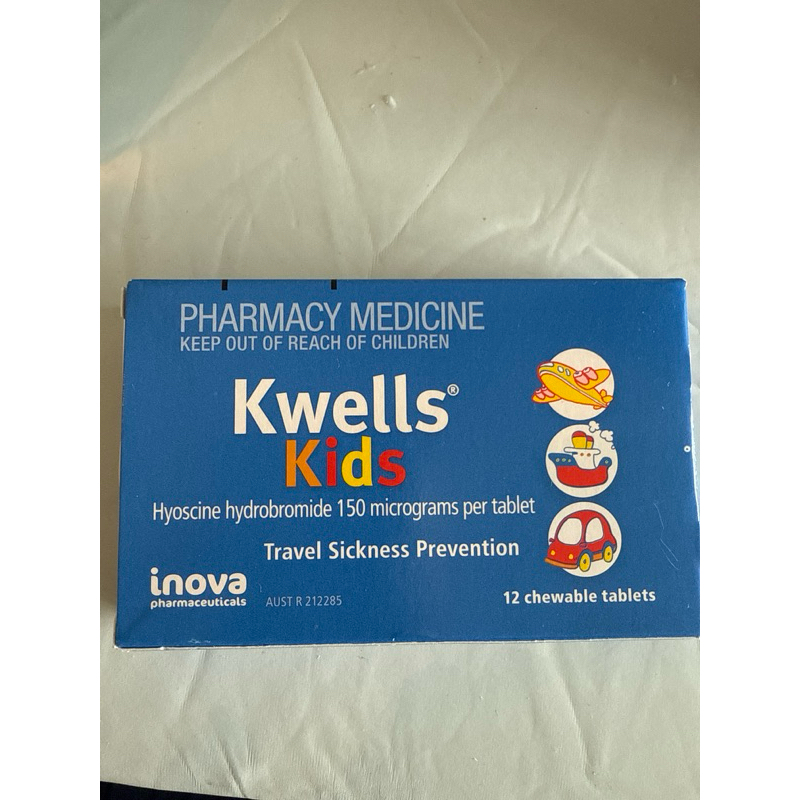 PHARMACY MEDICINE
KEEP OUT OF REACH OF CHILDREN
Kwells®
Kids
Hyoscine hydrobromide 150 micrograms per tablet
Travel Sickness Prevention
inova
pharmaceuticals
AUST R 212285
12 chewable tablets